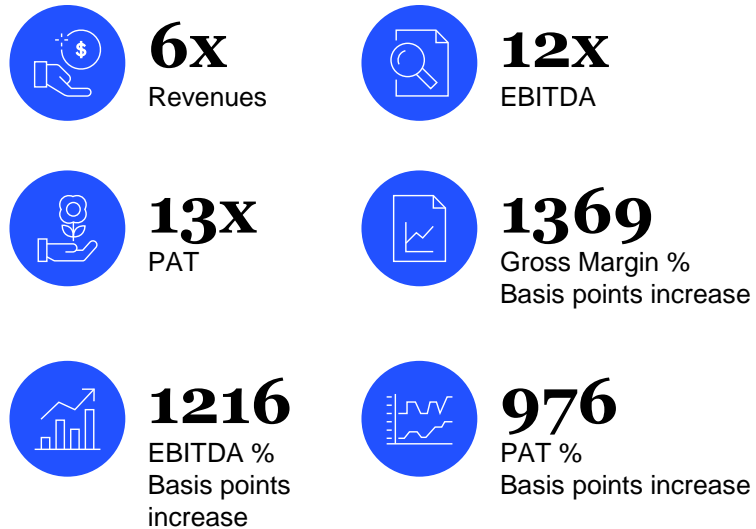 $
6x
Revenues
12x
EBITDA
13x
PAT
1369
Gross Margin %
Basis points increase
1216
EBITDA %
Basis points
increase
976
PAT %
Basis points increase